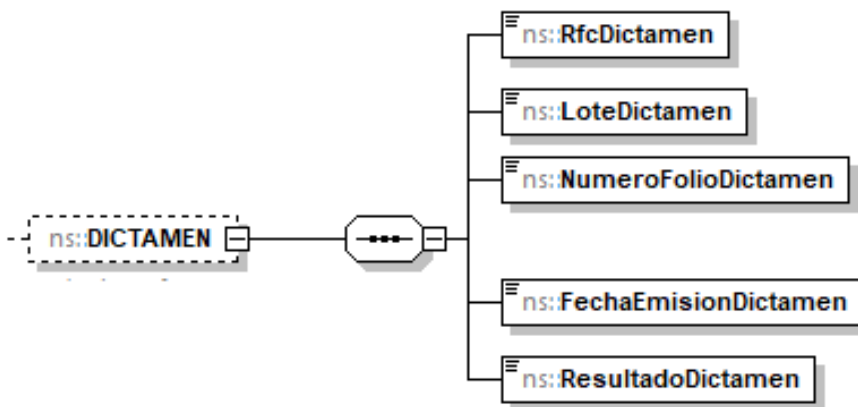 ns::RfcDictamen
ns::LoteDictamen
ns::NumeroFolioDictamen
ns::DICTAMEN
ns::FechaEmisionDictamen
ns::ResultadoDictamen